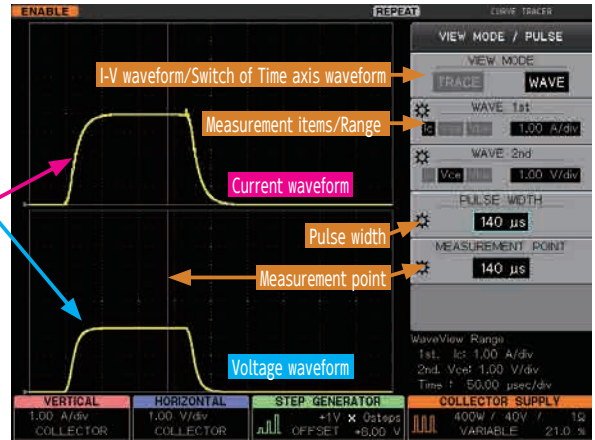 ENABLE
REPEAT
CURVE TRACER
VIEW MODE / PULSE
VIEW MODE
TRACE WAVE
I-V waveform/Switch of Time axis waveform
WAVE 1st
Ic Vce Vbe 1.00 A/div
Measurement items/Range
WAVE 2nd
Vce 1.00 V/div
Current waveform
PULSE WIDTH
140 μs
Pulse width
MEASUREMENT POINT
140 μs
Measurement point
WaveView Range
1st. Ic: 1.00 A/div
2nd. Vce: 1.00 V/div
Time : 50.00 μsec/div
Voltage waveform
VERTICAL
1.00 A/div
COLLECTOR
HORIZONTAL
1.00 V/div
COLLECTOR
STEP GENERATOR
+1V × 0steps
OFFSET +8.00 V
COLLECTOR SUPPLY
400W / 40V / 1Ω
VARIABLE 21.0 %